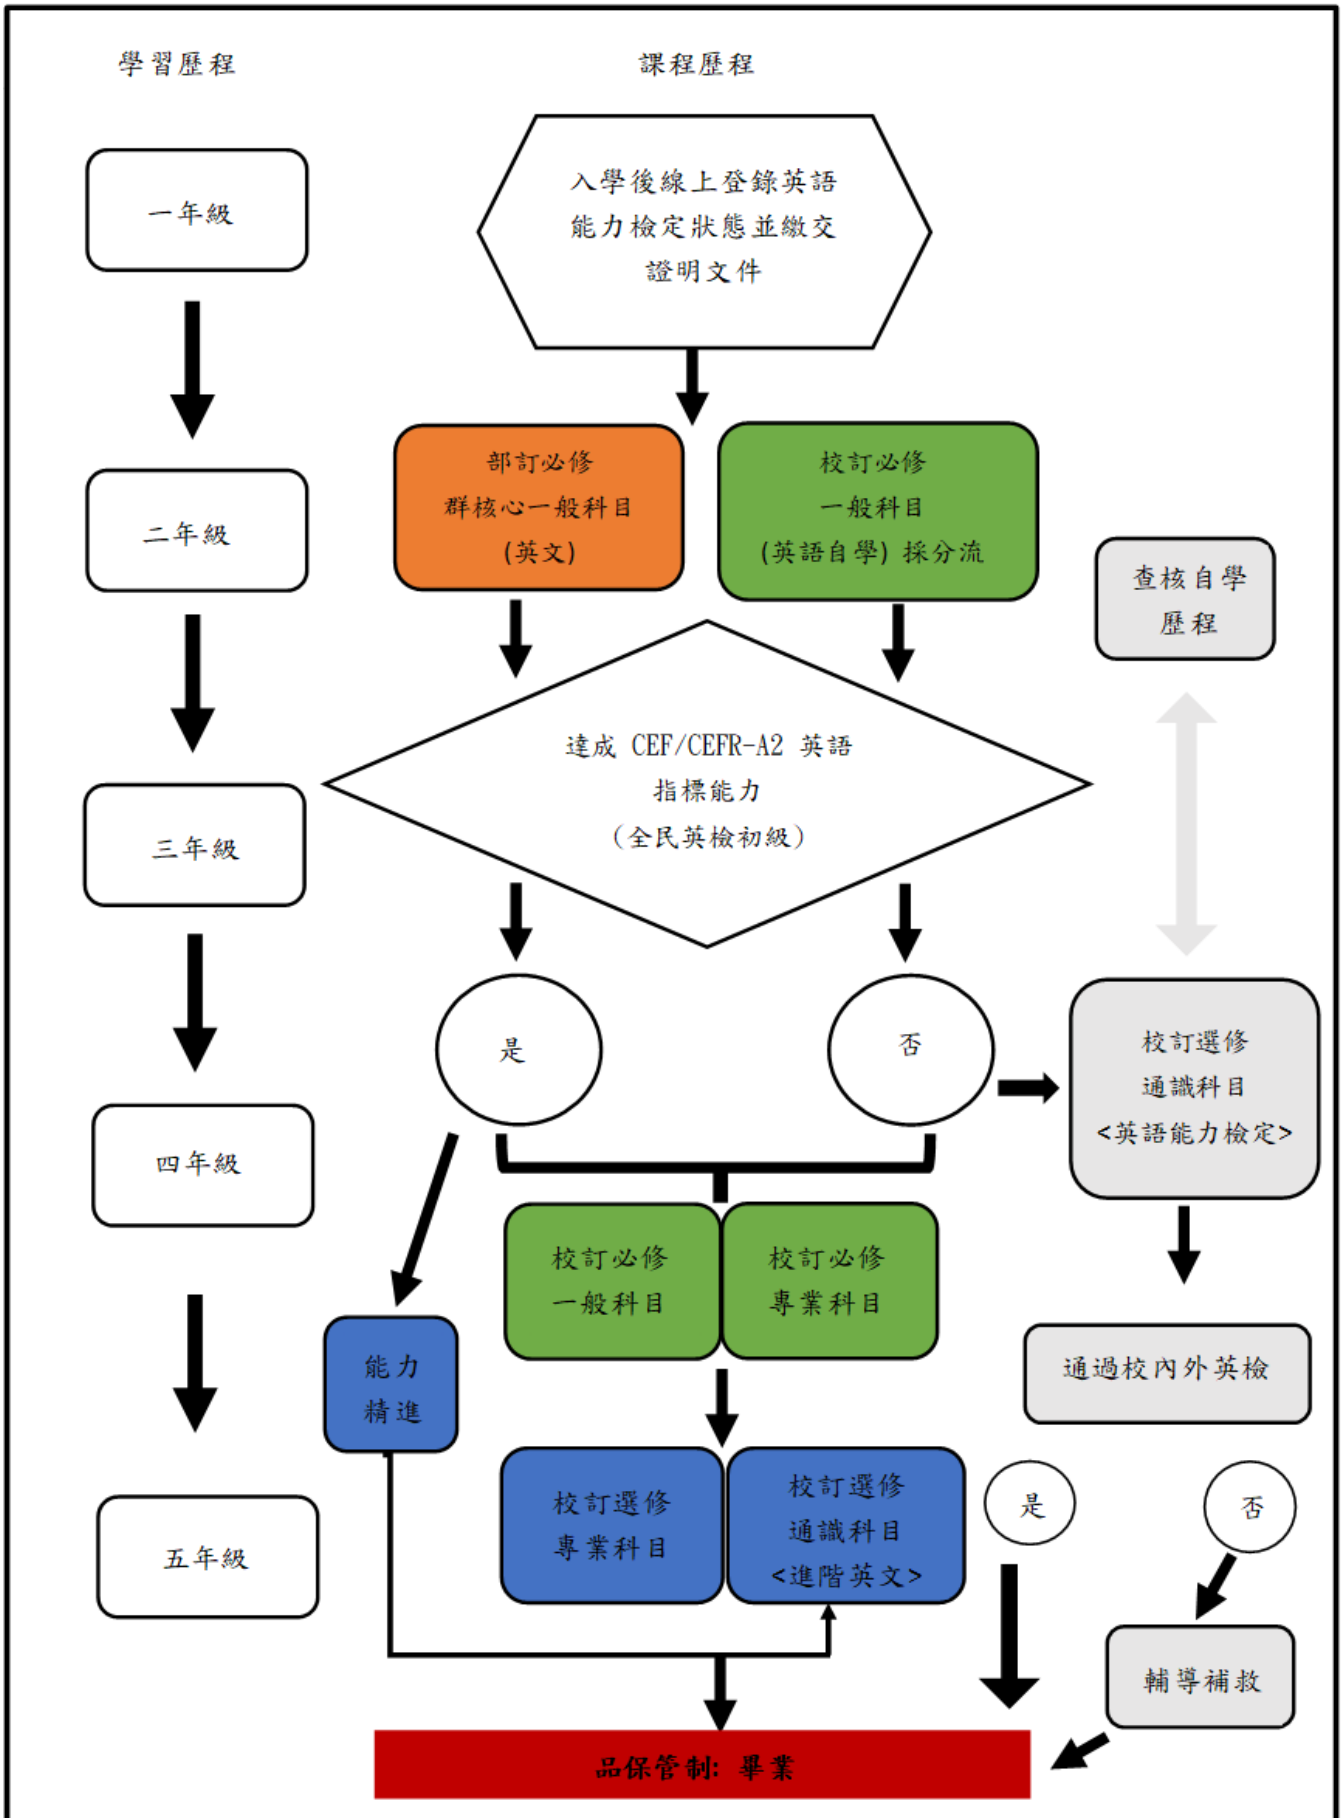 學習歷程
課程歷程
一年級
入學後線上登錄英語
能力檢定狀態並繳交
證明文件
二年級
部訂必修
群核心一般科目
(英文)
校訂必修
一般科目
(英語自學) 採分流
查核自學
歷程
三年級
達成 CEF/CEFR-A2 英語
指標能力
（全民英檢初級）
是
否
校訂選修
通識科目
<英語能力檢定>
四年級
校訂必修
一般科目
校訂必修
專業科目
能力
精進
通過校內外英檢
五年級
校訂選修
專業科目
校訂選修
通識科目
<進階英文>
是
否
輔導補救
品保管制: 畢業